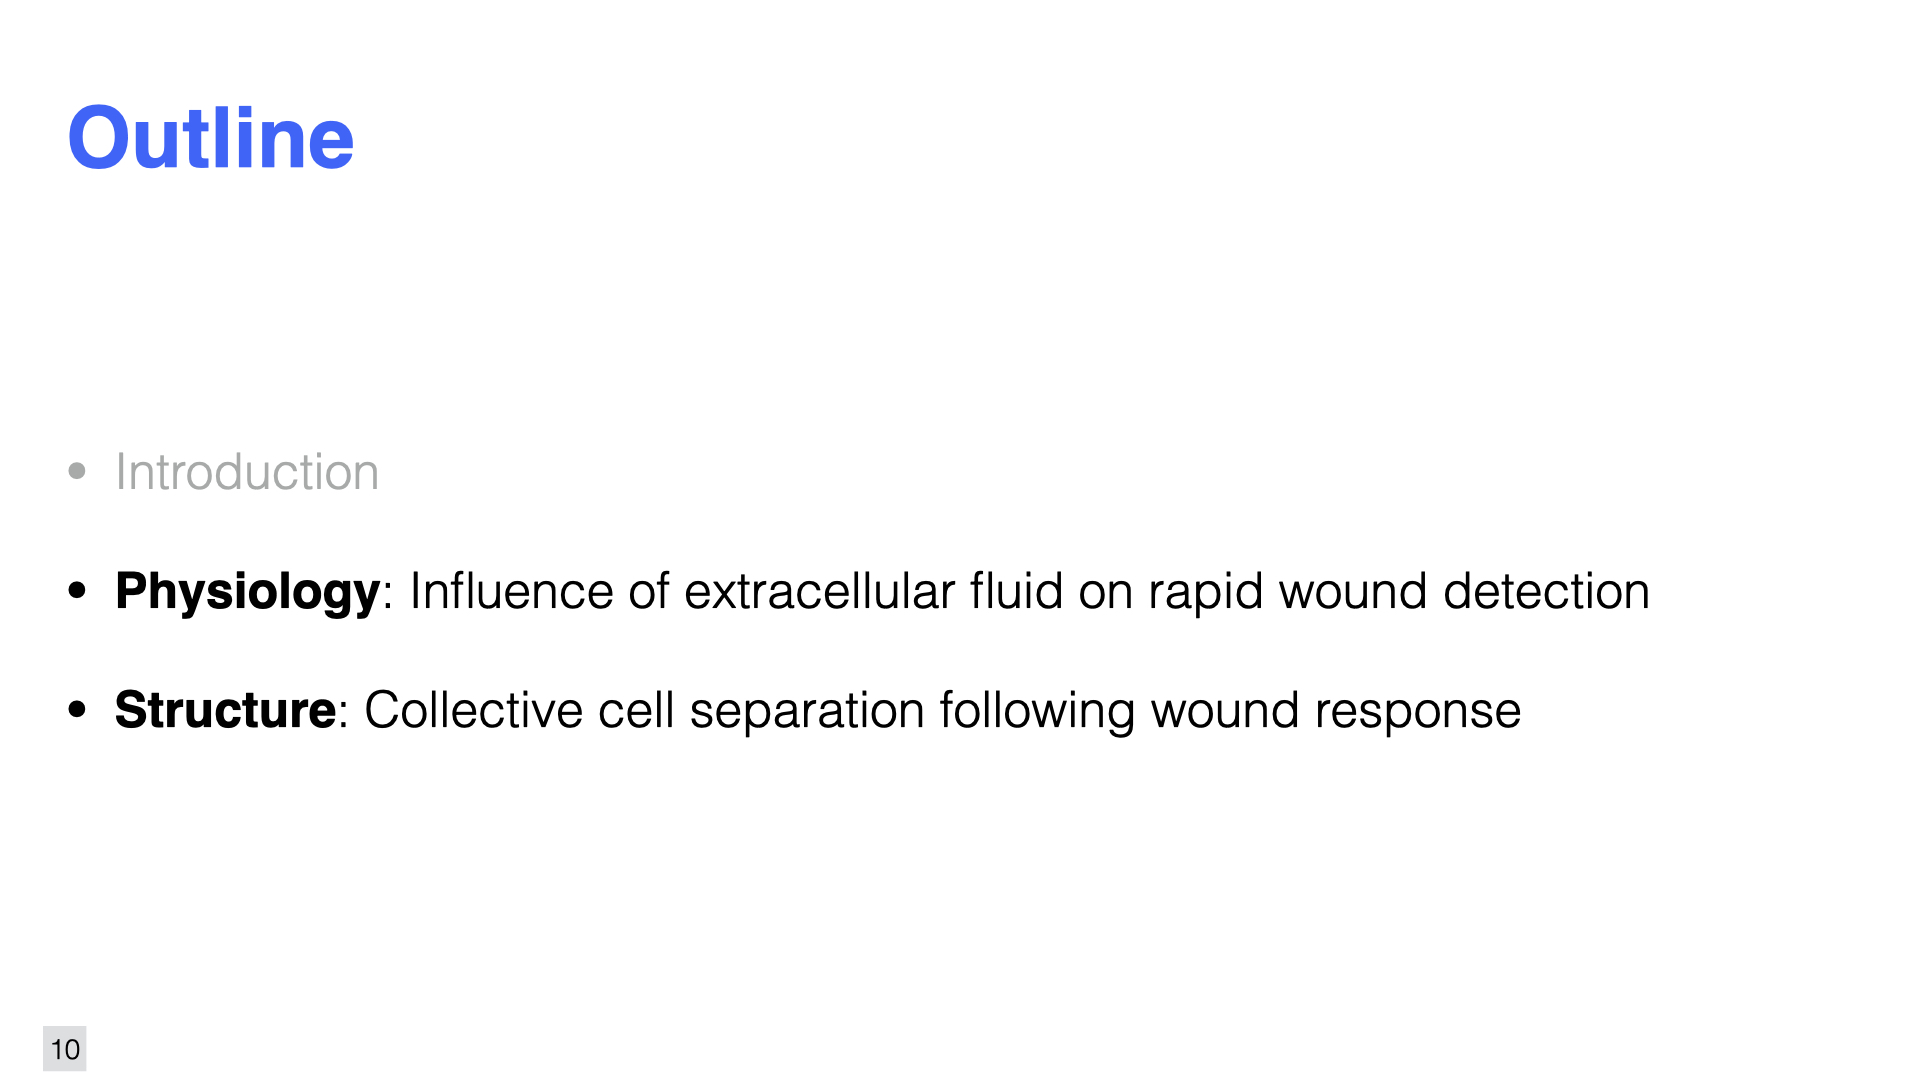 Outline
• Introduction
• Physiology: Influence of extracellular fluid on rapid wound detection
• Structure: Collective cell separation following wound response
10